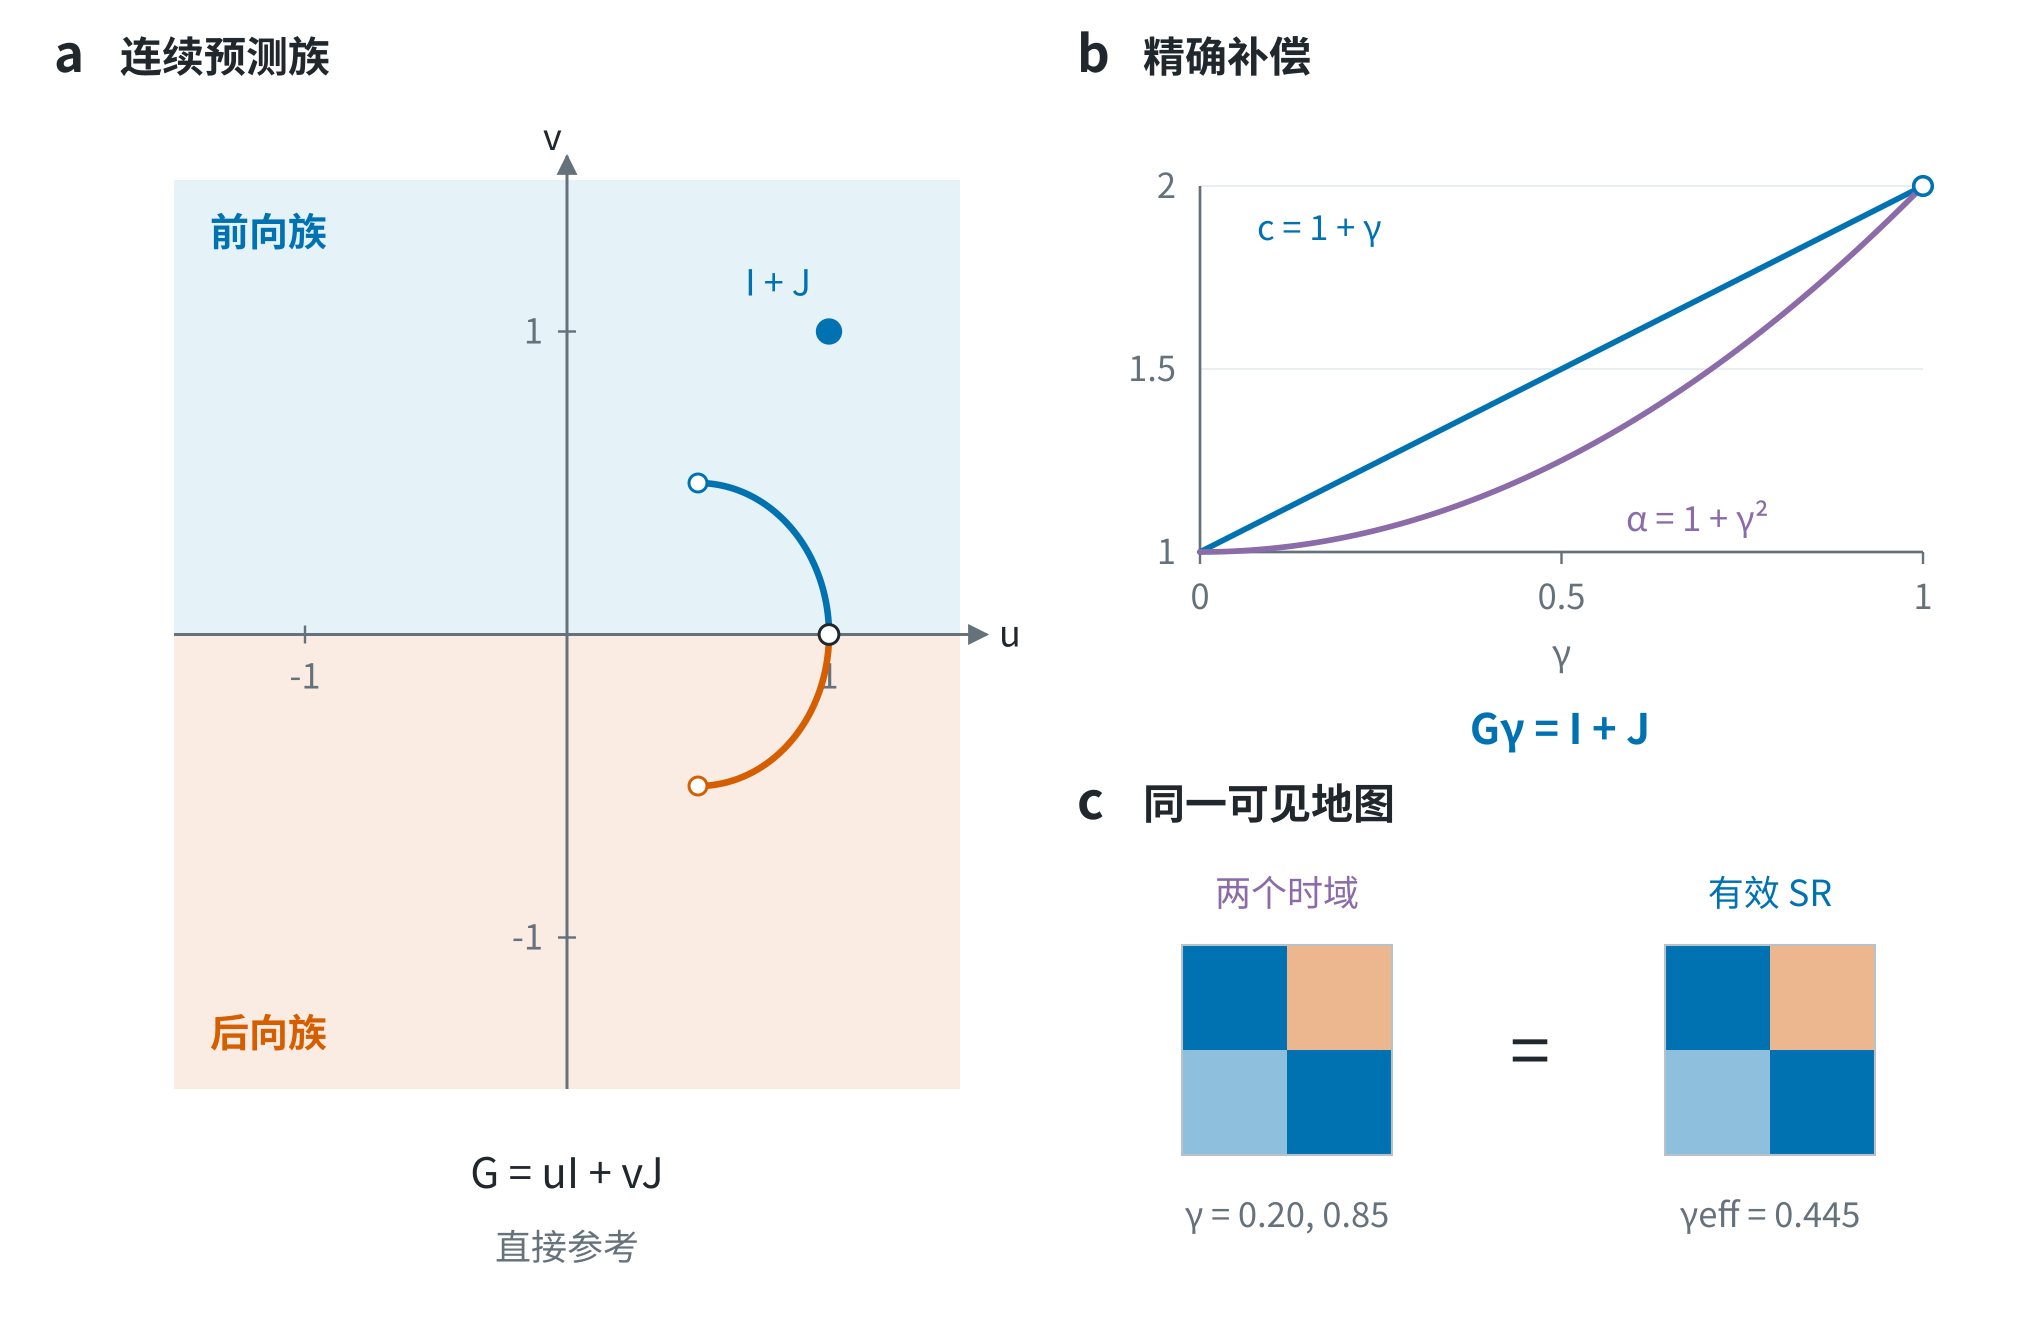 a 连续预测族
v
前向族
I + J
1
u
-1
1
-1
后向族
G = uI + vJ
直接参考
b 精确补偿
2
c = 1 + γ
1.5
α = 1 + γ²
1
0
0.5
1
γ
Gγ = I + J
c 同一可见地图
两个时域
有效 SR
=
γ = 0.20, 0.85
γeff = 0.445